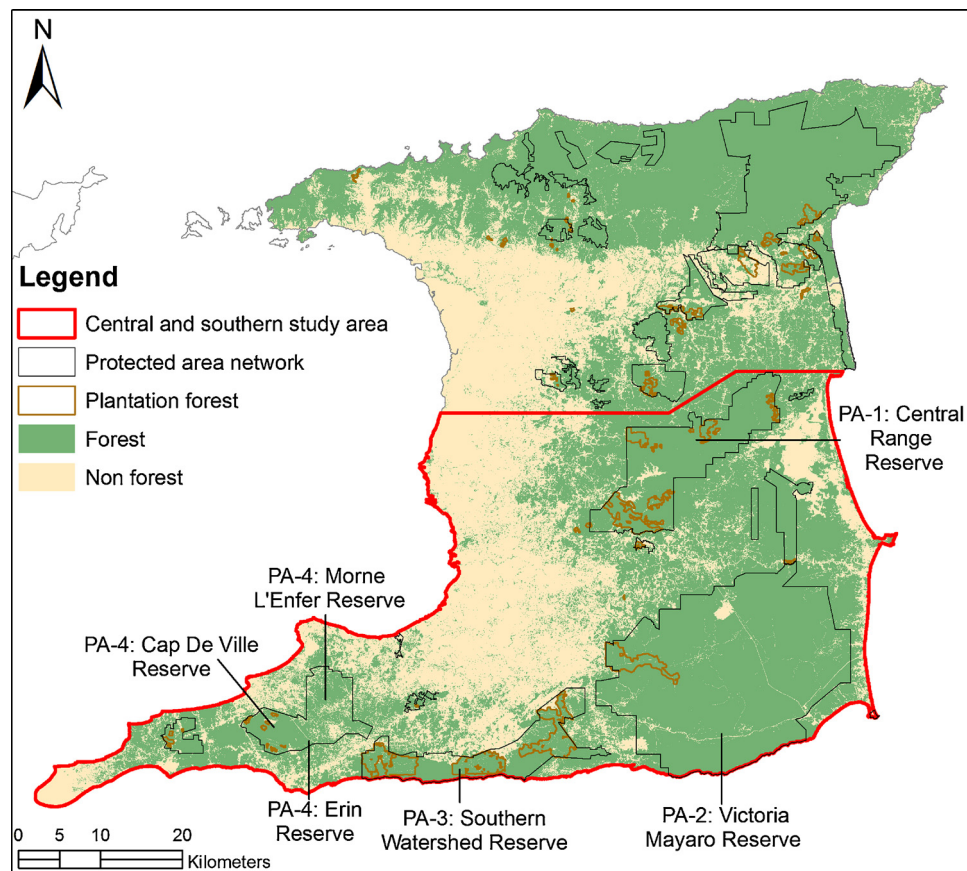 N
Legend
Central and southern study area
Protected area network
Plantation forest
Forest
Non forest
PA-1: Central
Range
Reserve
PA-4: Morne
L'Enfer Reserve
PA-4: Cap De Ville
Reserve
PA-4: Erin
Reserve
PA-3: Southern
Watershed Reserve
PA-2: Victoria
Mayaro Reserve
0 5 10 20
Kilometers